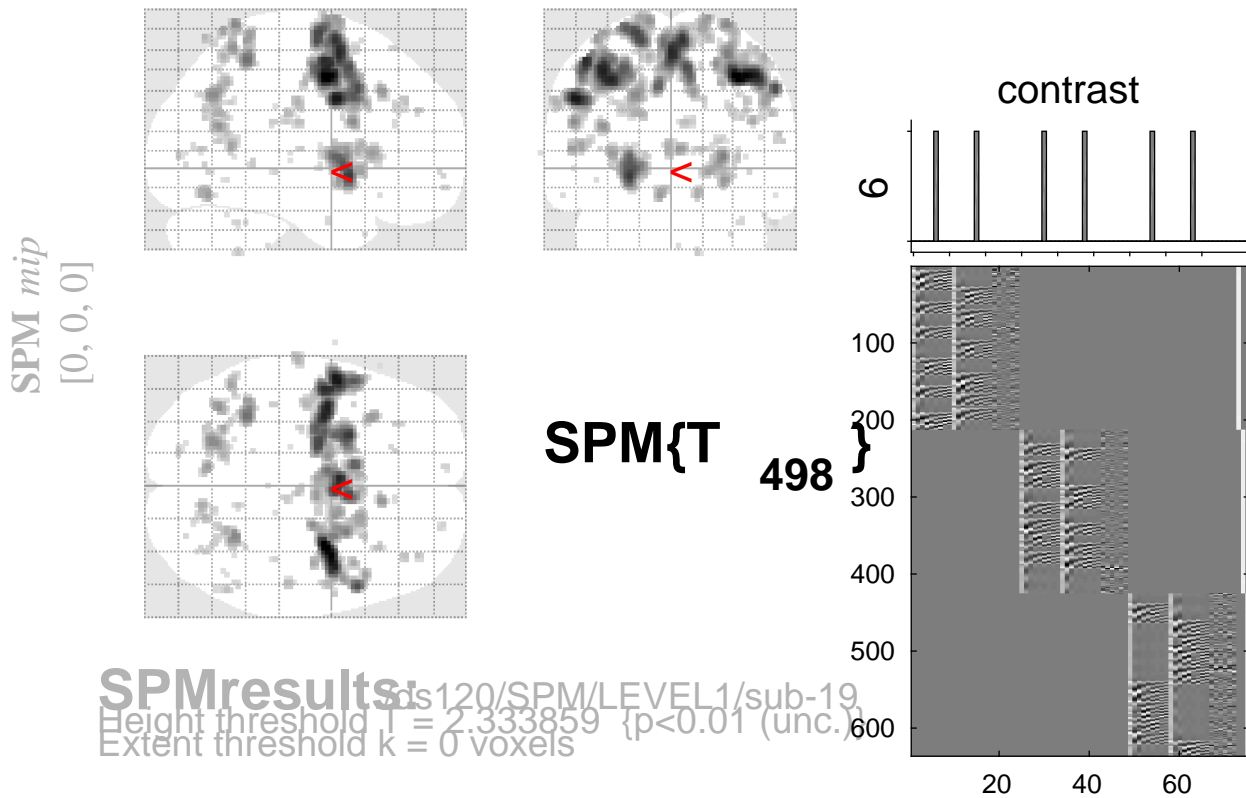 <
<
contrast
6
SPM mip
[0, 0, 0]
<
SPM{T498}
100
200
300
400
500
600
20
40
60
SPMresults: /ds120/SPM/LEVEL1/sub-19
Height threshold T = 2.333859 {p<0.01 (unc.)}
Extent threshold k = 0 voxels